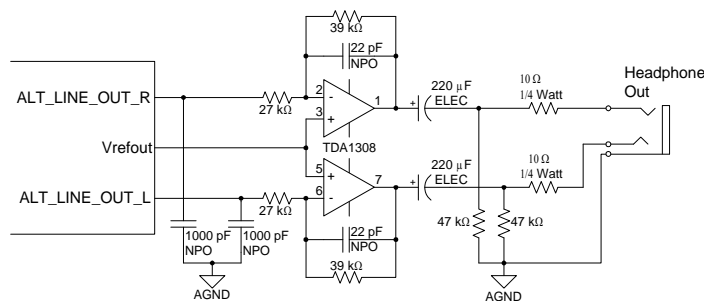 39 kΩ
22 pF
NPO
ALT_LINE_OUT_R
27 kΩ
2
-
3
+
1
+
220 µF
ELEC
10 Ω
1/4 Watt
Headphone
Out
Vrefout
TDA1308
ALT_LINE_OUT_L
27 kΩ
5
+
6
-
7
+
220 µF
ELEC
10 Ω
1/4 Watt
1000 pF
NPO
1000 pF
NPO
22 pF
NPO
39 kΩ
47 kΩ
47 kΩ
AGND
AGND